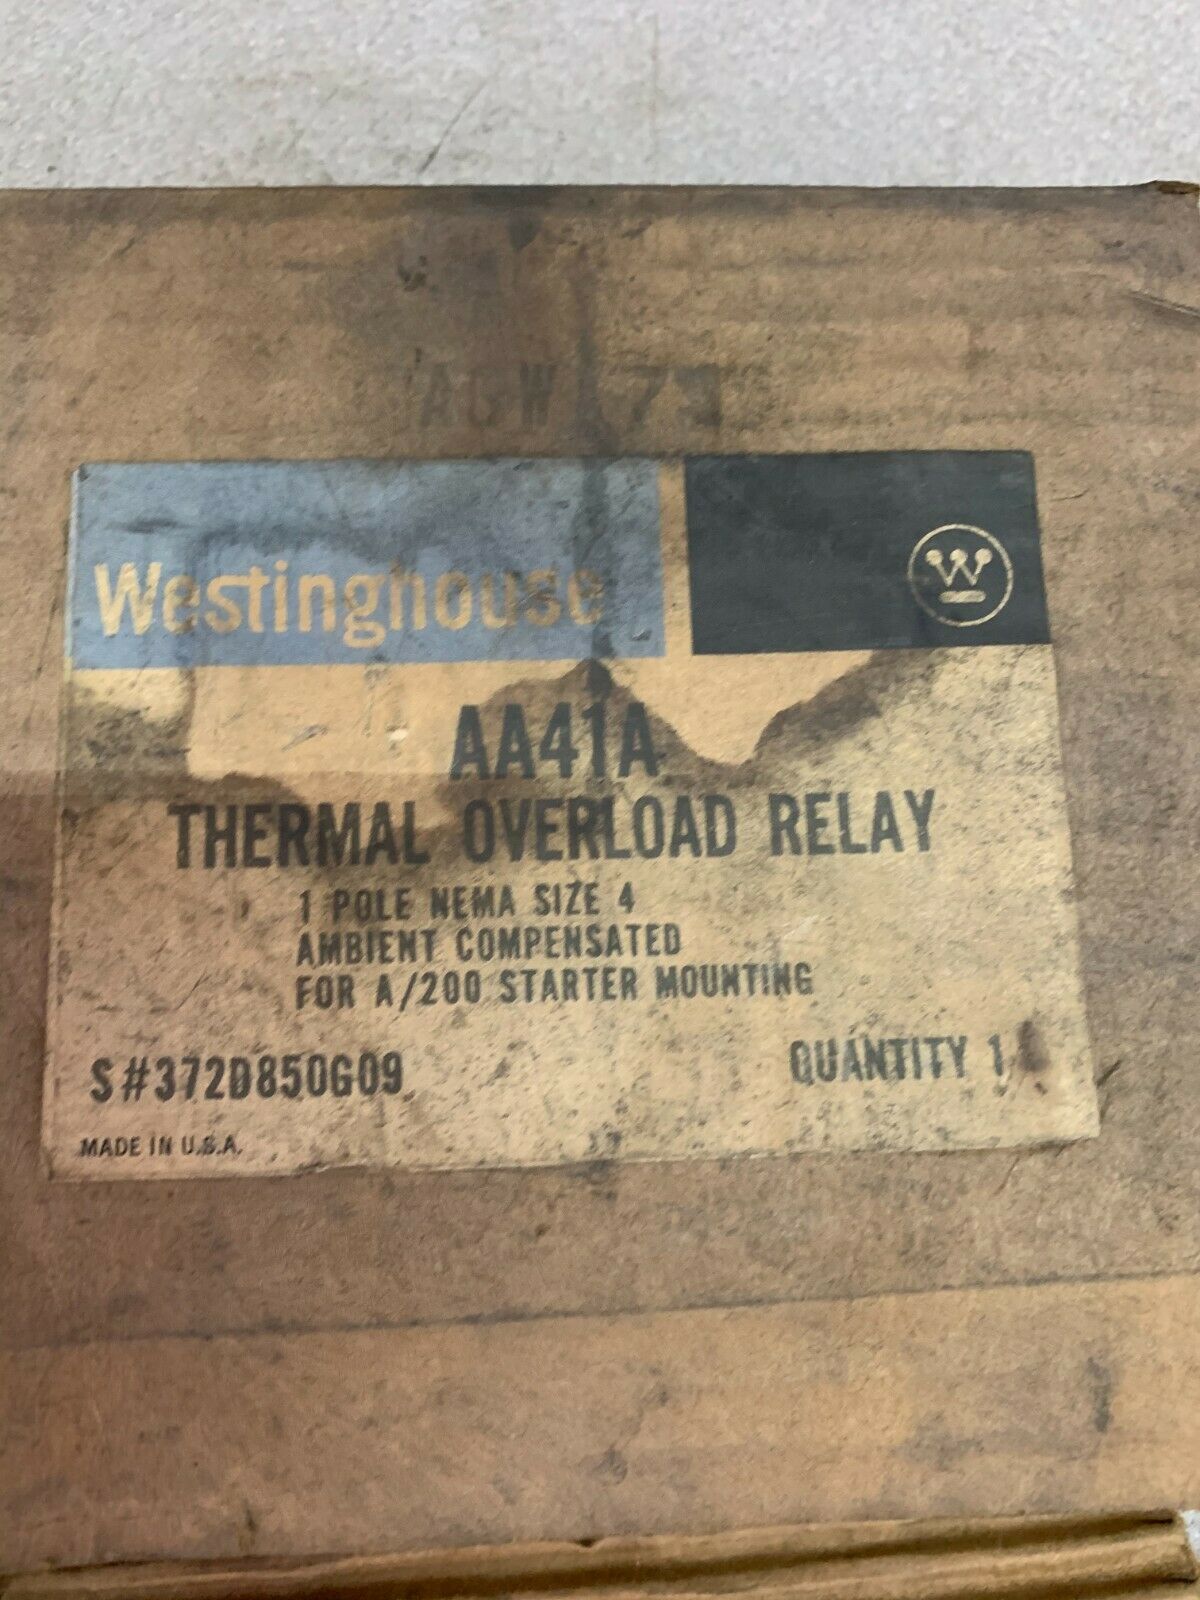 Westinghouse
W
AA41A
THERMAL OVERLOAD RELAY
1 POLE NEMA SIZE 4
AMBIENT COMPENSATED
FOR A/200 STARTER MOUNTING
S#372D850G09
QUANTITY 1
MADE IN U.S.A.